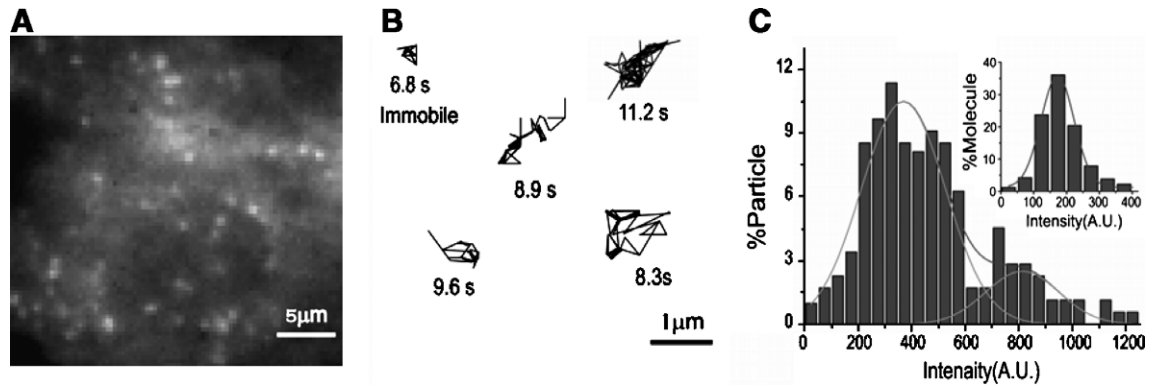 A
B
C
5μm
6.8 s
Immobile
11.2 s
8.9 s
9.6 s
8.3s
1μm
%Particle
12
9
6
3
0
0 200 400 600 800 1000 1200
Intenaity(A.U.)
%Molecule
40
30
20
10
0
0 100 200 300 400
Intensity(A.U.)